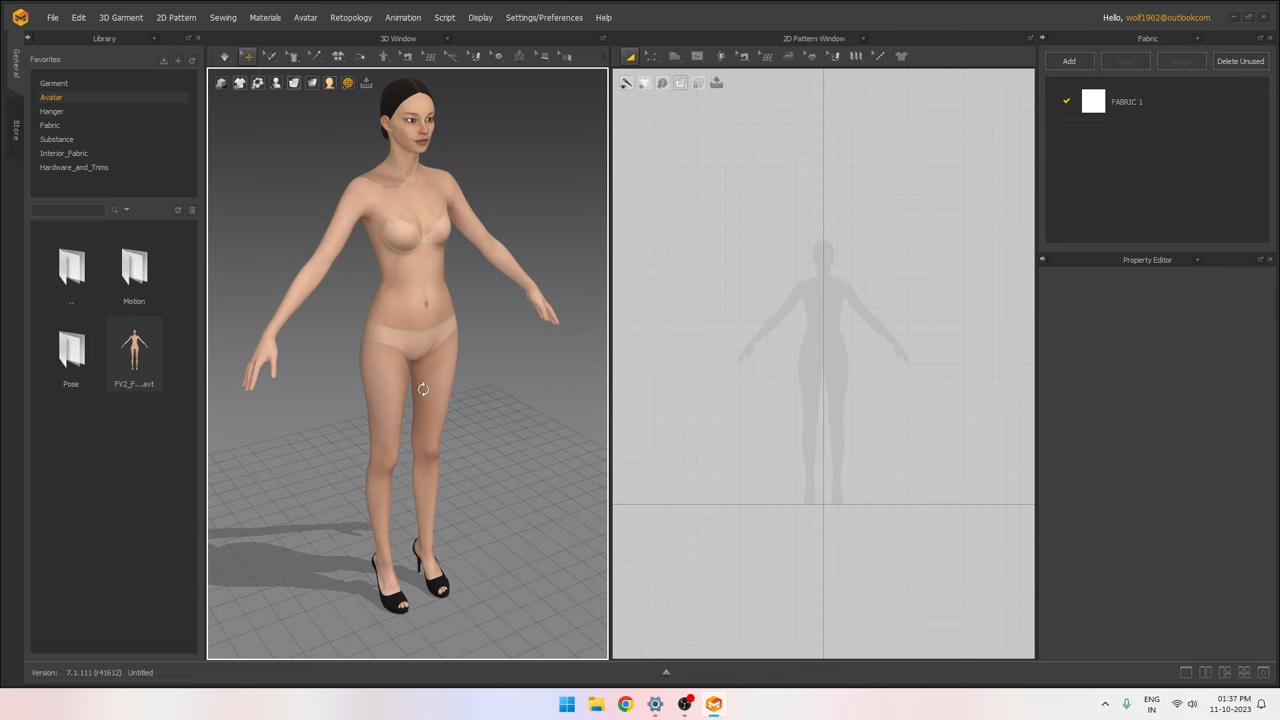 File Edit 3D Garment 2D Pattern Sewing Materials Avatar Retopology Animation Script Display Settings/Preferences Help Hello, wolf1902@outlookcom
Library 3D Window 2D Pattern Window Fabric
General
Store
Favorites
Add Copy Assign Delete Unused
Garment
Avatar
Hanger
Fabric
Substance
Interior_Fabric
Hardware_and_Trims
FABRIC 1
Property Editor
.. Motion
Pose FV2_F...avt
Version: 7.1.111 (r41612) Untitled
ENG
IN
01:37 PM
11-10-2023